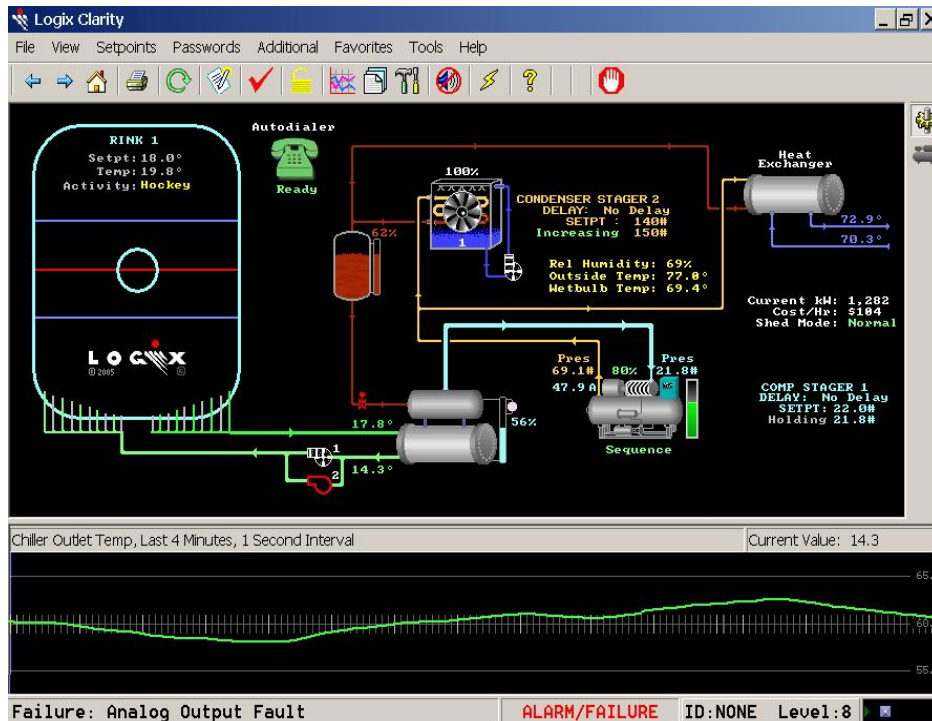 Logix Clarity
File View Setpoints Passwords Additional Favorites Tools Help
RINK 1
Setpt: 18.0°
Temp: 19.8°
Activity: Hockey
LOGIX
© 2005 ®
Autodialer
Ready
62%
100%
1
CONDENSER STAGER 2
DELAY: No Delay
SETPT : 140#
Increasing 150#
Rel Humidity: 69%
Outside Temp: 77.0°
Wetbulb Temp: 69.4°
Heat
Exchanger
72.9°
70.3°
Current kW: 1,282
Cost/Hr: $104
Shed Mode: Normal
Pres
69.1#
47.9 A
80%
Pres
21.8#
Sequence
COMP STAGER 1
DELAY: No Delay
SETPT: 22.0#
Holding 21.8#
17.8°
14.3°
56%
1
2
Chiller Outlet Temp, Last 4 Minutes, 1 Second Interval
Current Value: 14.3
65.
60.
55.
Failure: Analog Output Fault
ALARM/FAILURE
ID:NONE Level:8